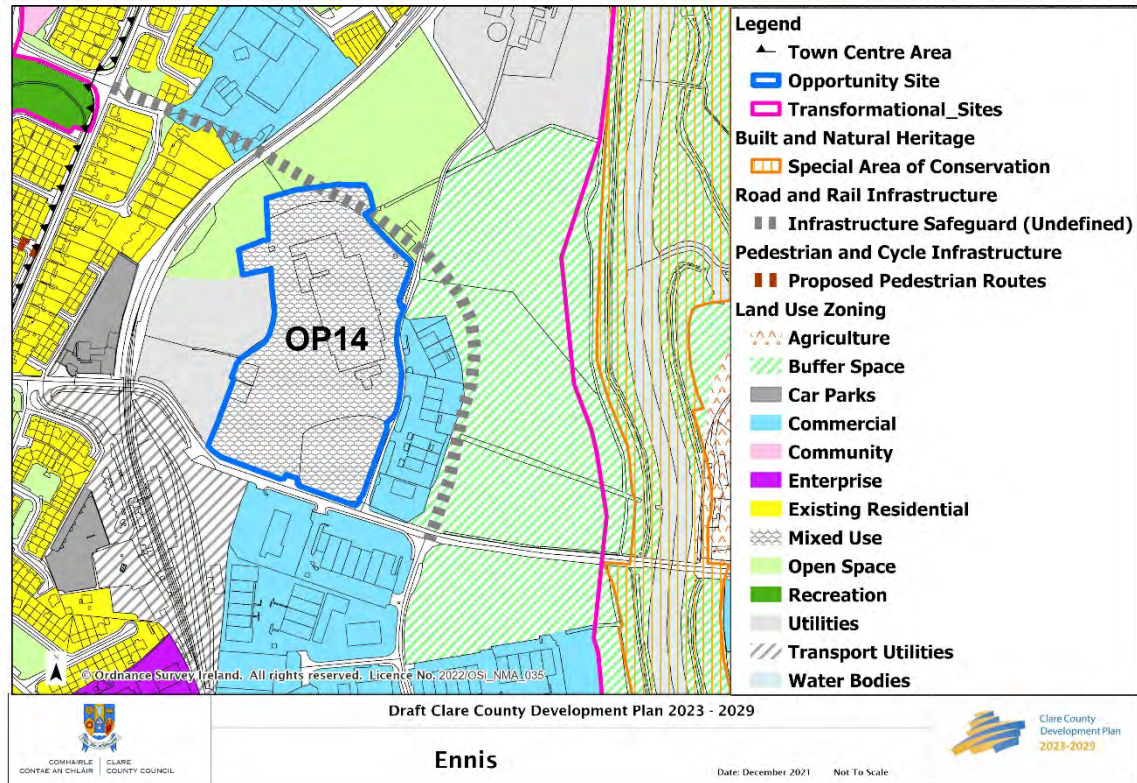 OP14
© Ordnance Survey Ireland. All rights reserved. Licence No. 2022/OSi_NMA_035
Legend
Town Centre Area
Opportunity Site
Transformational_Sites
Built and Natural Heritage
Special Area of Conservation
Road and Rail Infrastructure
Infrastructure Safeguard (Undefined)
Pedestrian and Cycle Infrastructure
Proposed Pedestrian Routes
Land Use Zoning
Agriculture
Buffer Space
Car Parks
Commercial
Community
Enterprise
Existing Residential
Mixed Use
Open Space
Recreation
Utilities
Transport Utilities
Water Bodies
COMHAIRLE CONTAE AN CHLÁIR
CLARE COUNTY COUNCIL
Draft Clare County Development Plan 2023 - 2029
Ennis
Date: December 2021 Not To Scale
Clare County
Development Plan
2023-2029